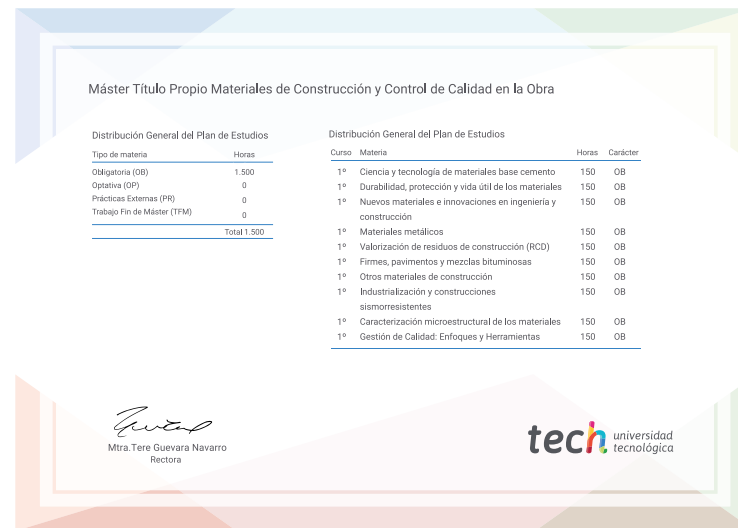 Máster Título Propio Materiales de Construcción y Control de Calidad en la Obra
Distribución General del Plan de Estudios
Tipo de materia Horas
Obligatoria (OB) 1.500
Optativa (OP) 0
Prácticas Externas (PR) 0
Trabajo Fin de Máster (TFM) 0
Total 1.500
Distribución General del Plan de Estudios
Curso Materia Horas Carácter
1º Ciencia y tecnología de materiales base cemento 150 OB
1º Durabilidad, protección y vida útil de los materiales 150 OB
1º Nuevos materiales e innovaciones en ingeniería y 150 OB
construcción
1º Materiales metálicos 150 OB
1º Valorización de residuos de construcción (RCD) 150 OB
1º Firmes, pavimentos y mezclas bituminosas 150 OB
1º Otros materiales de construcción 150 OB
1º Industrialización y construcciones 150 OB
sismorresistentes
1º Caracterización microestructural de los materiales 150 OB
1º Gestión de Calidad: Enfoques y Herramientas 150 OB
Mtra.Tere Guevara Navarro
Rectora
tech universidad
tecnológica